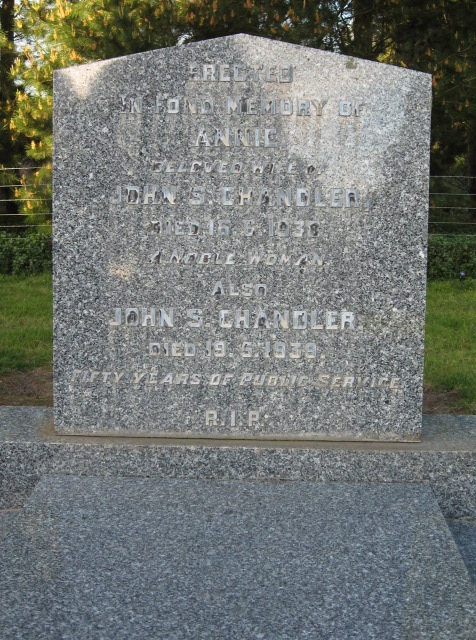 ERECTED
IN FOND MEMORY OF
ANNIE
BELOVED WIFE OF
JOHN S. CHANDLER.
DIED 16.5.1938
A NOBLE WOMAN.
ALSO
JOHN S. CHANDLER.
DIED 19.5.1939.
FIFTY YEARS OF PUBLIC SERVICE.
R.I.P.